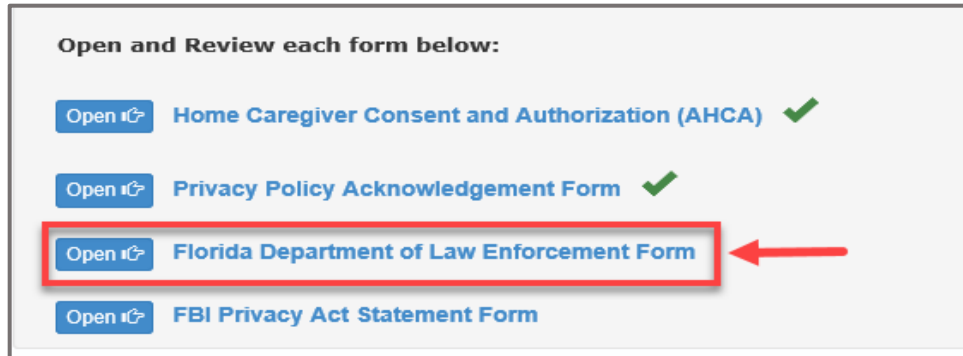 Open and Review each form below:
Open Home Caregiver Consent and Authorization (AHCA)
Open Privacy Policy Acknowledgement Form
Open Florida Department of Law Enforcement Form
Open FBI Privacy Act Statement Form